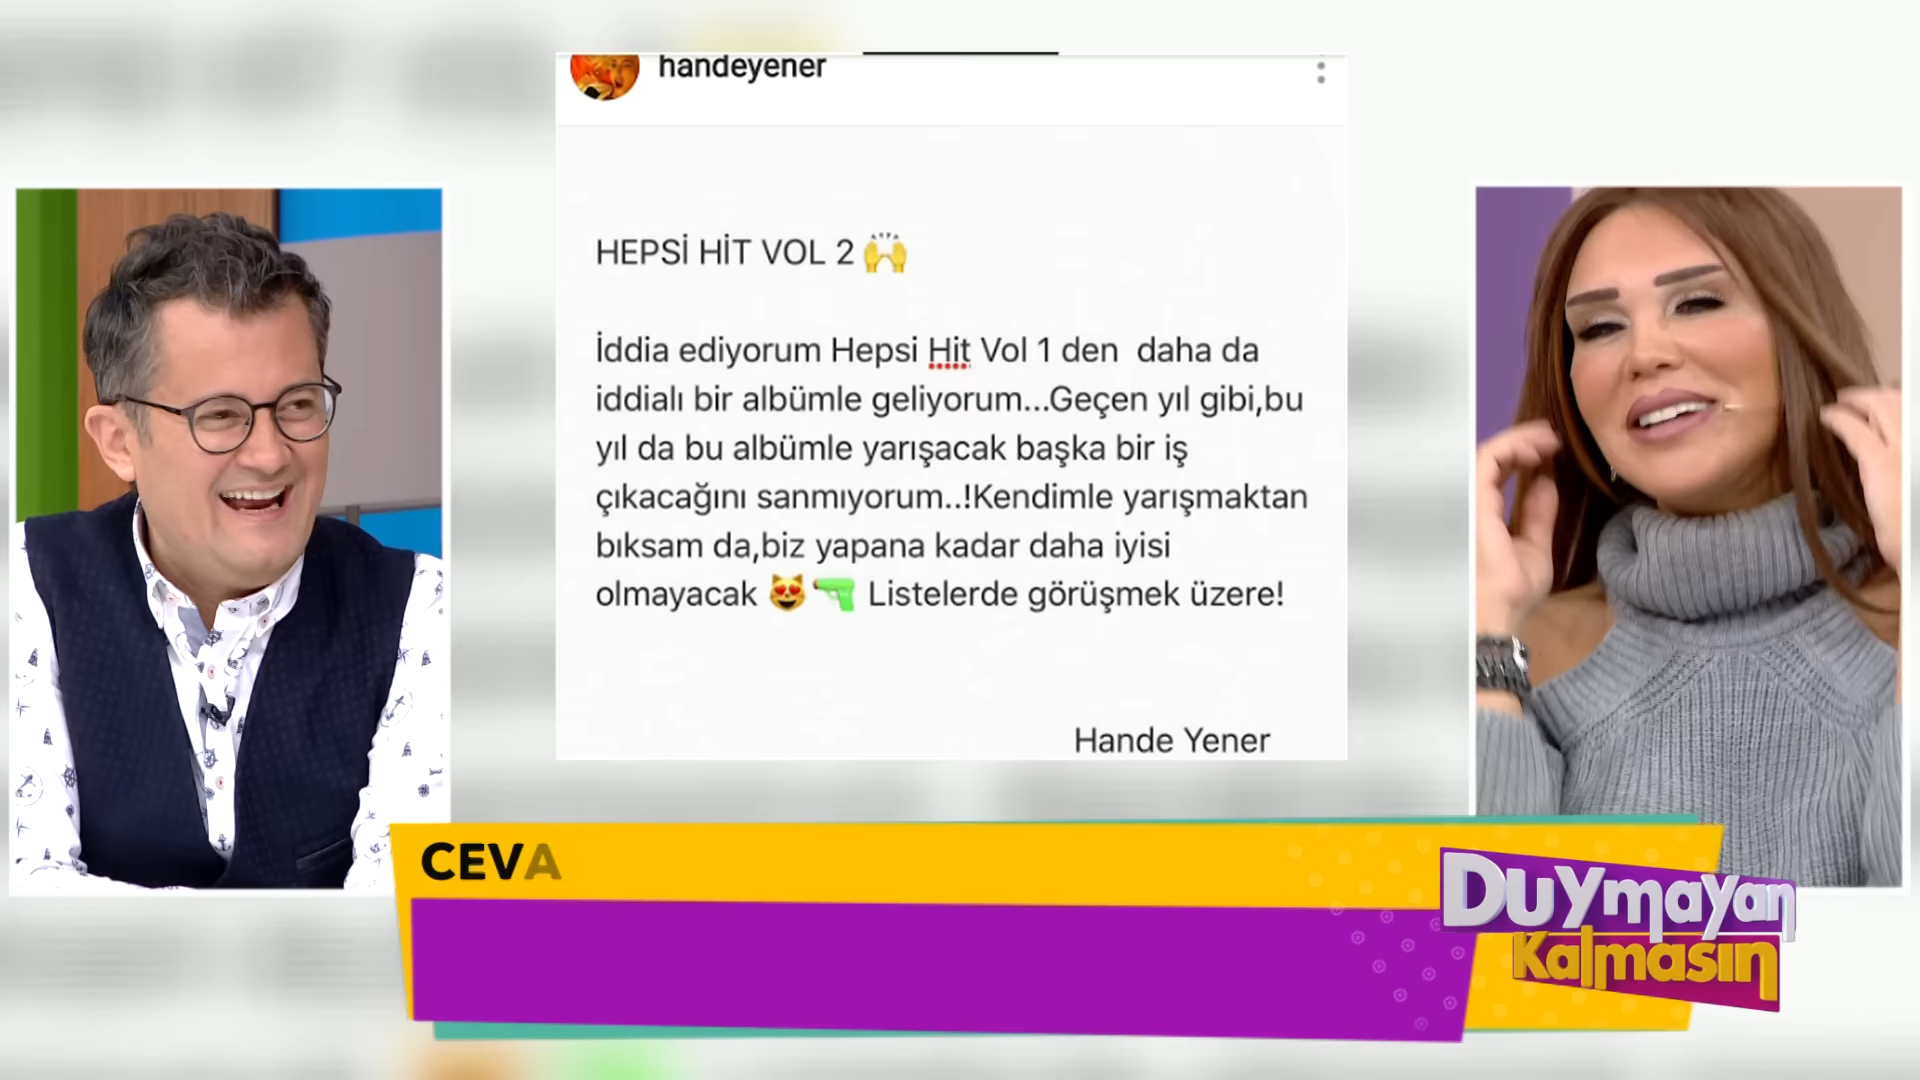 handeyener
HEPSİ HİT VOL 2 🙌
İddia ediyorum Hepsi Hit Vol 1 den daha da
iddialı bir albümle geliyorum...Geçen yıl gibi,bu
yıl da bu albümle yarışacak başka bir iş
çıkacağını sanmıyorum..!Kendimle yarışmaktan
bıksam da,biz yapana kadar daha iyisi
olmayacak 😻🔫 Listelerde görüşmek üzere!
Hande Yener
CEVA
Duymayan
Kalmasın